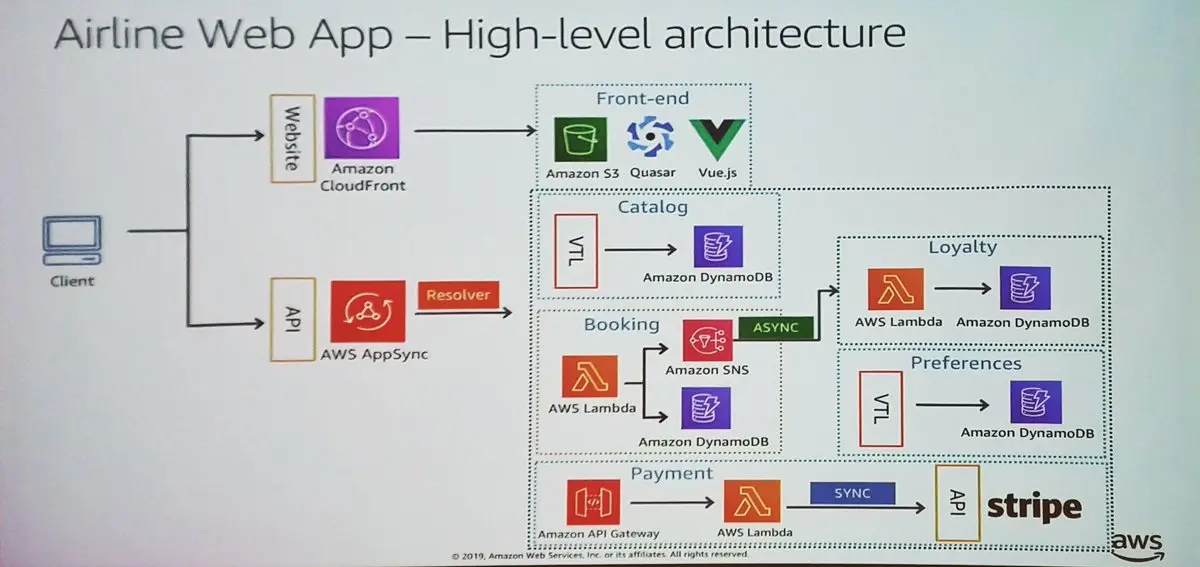 Airline Web App – High-level architecture
Website
Amazon
CloudFront
Front-end
Amazon S3
Quasar
Vue.js
Client
API
AWS AppSync
Resolver
Catalog
VTL
Amazon DynamoDB
Booking
AWS Lambda
Amazon SNS
Amazon DynamoDB
ASYNC
Loyalty
AWS Lambda
Amazon DynamoDB
Preferences
VTL
Amazon DynamoDB
Payment
Amazon API Gateway
AWS Lambda
SYNC
API
stripe
© 2019, Amazon Web Services, Inc. or its affiliates. All rights reserved.
aws